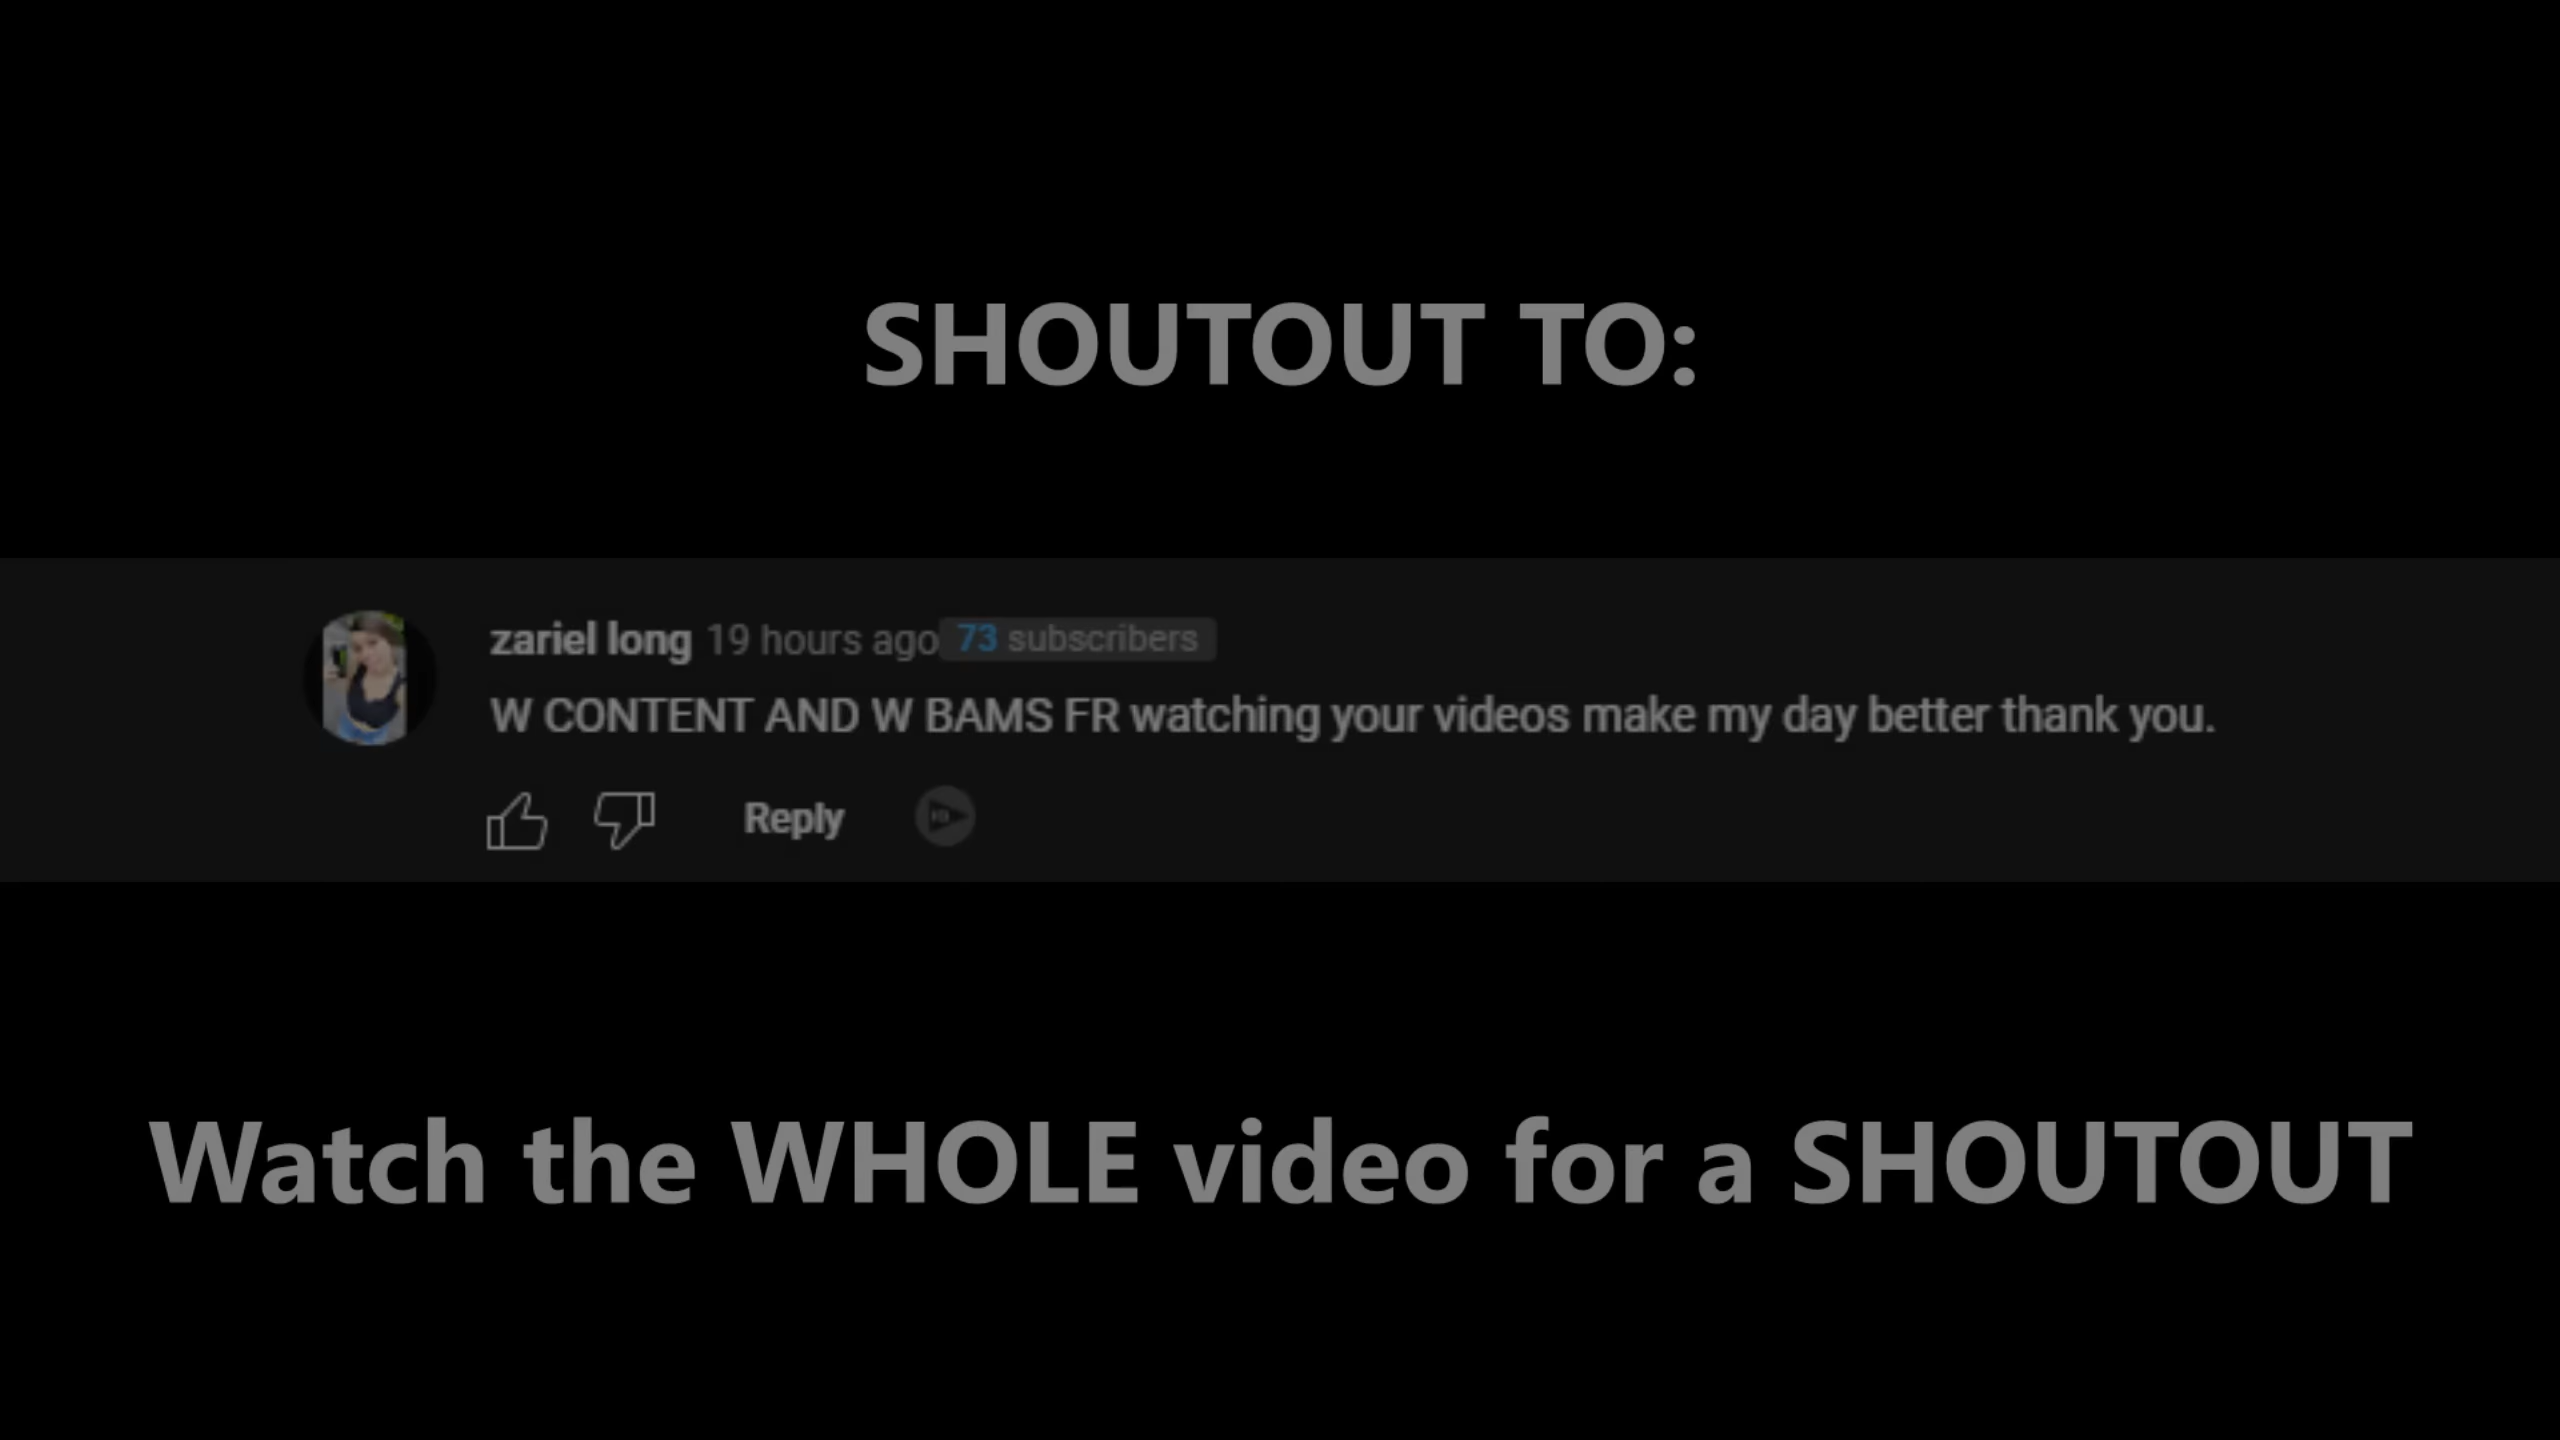 SHOUTOUT TO:
zariel long 19 hours ago 73 subscribers
W CONTENT AND W BAMS FR watching your videos make my day better thank you.
Reply
Watch the WHOLE video for a SHOUTOUT